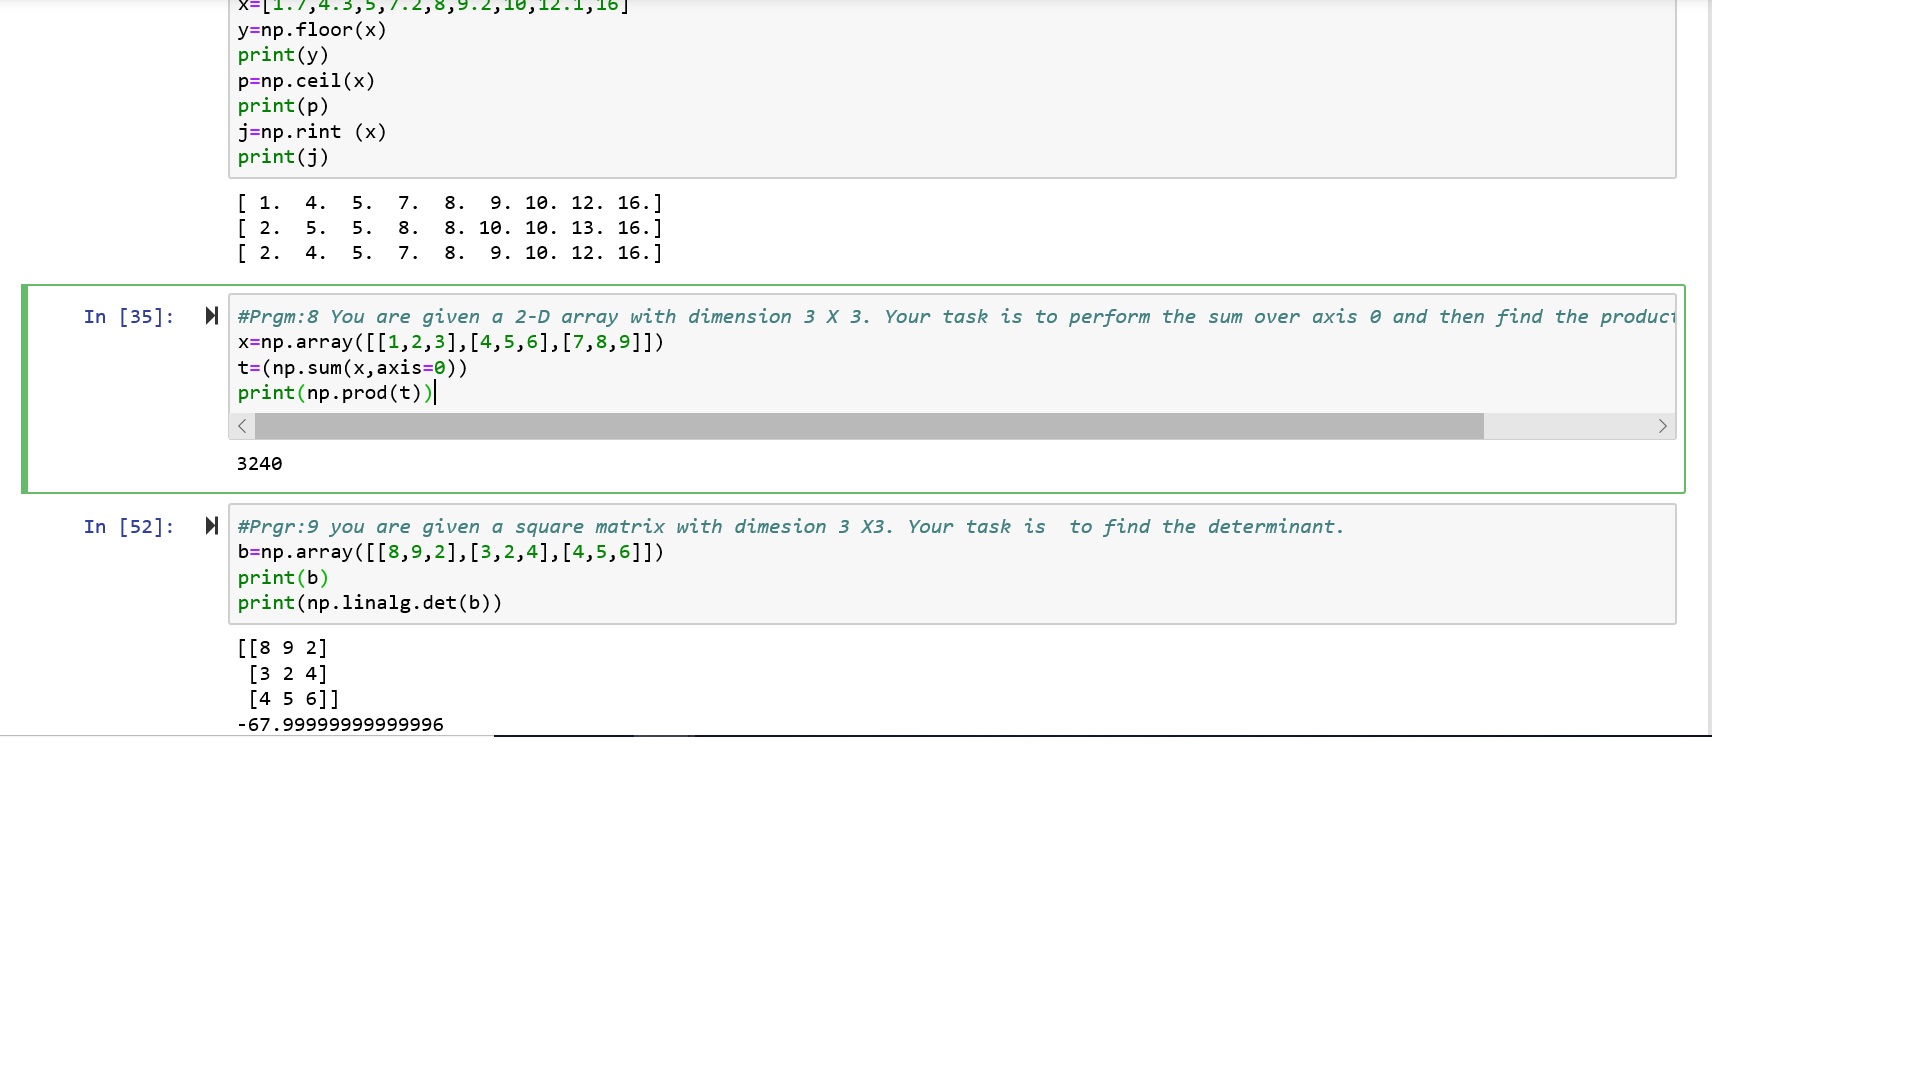 x=[1.7,4.3,5,7.2,8,9.2,10,12.1,16]
y=np.floor(x)
print(y)
p=np.ceil(x)
print(p)
j=np.rint (x)
print(j)
[ 1.  4.  5.  7.  8.  9. 10. 12. 16.]
[ 2.  5.  5.  8.  8. 10. 10. 13. 16.]
[ 2.  4.  5.  7.  8.  9. 10. 12. 16.]
In [35]:
#Prgm:8 You are given a 2-D array with dimension 3 X 3. Your task is to perform the sum over axis 0 and then find the product
x=np.array([[1,2,3],[4,5,6],[7,8,9]])
t=(np.sum(x,axis=0))
print(np.prod(t))
3240
In [52]:
#Prgr:9 you are given a square matrix with dimesion 3 X3. Your task is  to find the determinant.
b=np.array([[8,9,2],[3,2,4],[4,5,6]])
print(b)
print(np.linalg.det(b))
[[8 9 2]
 [3 2 4]
 [4 5 6]]
-67.99999999999996